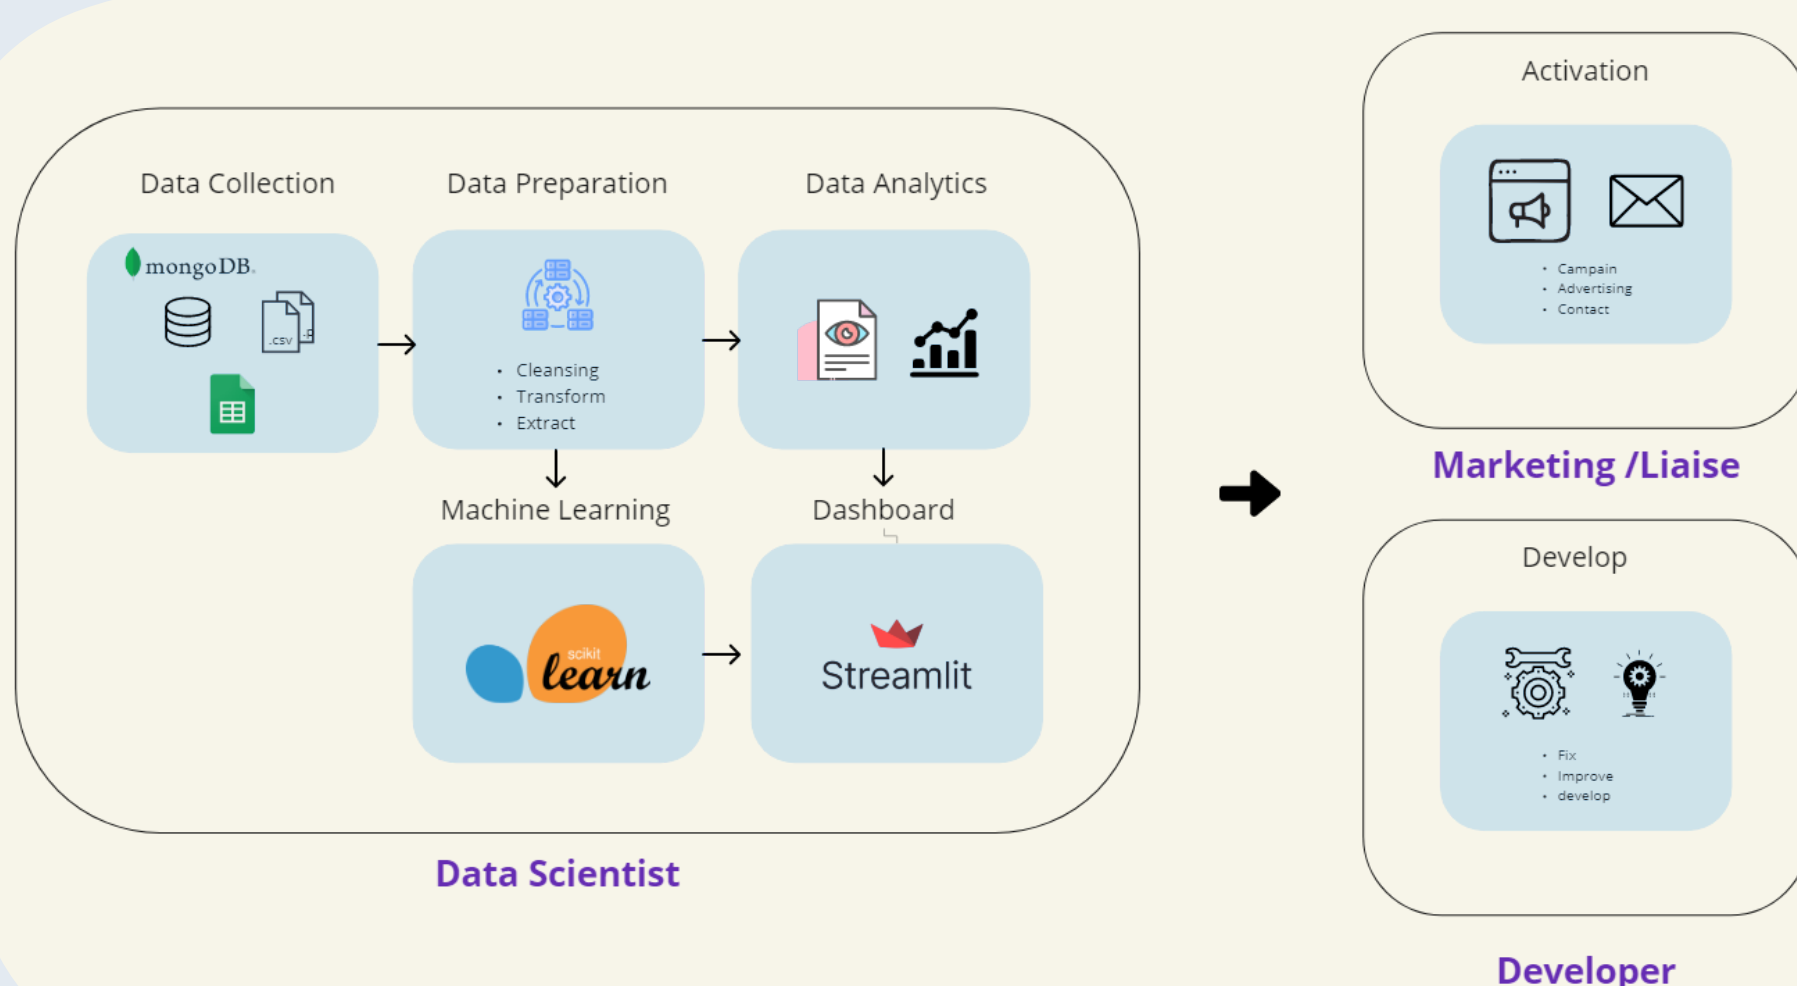 Data Collection
mongoDB.
.csv
Data Preparation
• Cleansing
• Transform
• Extract
Data Analytics
Machine Learning
scikit
learn
Dashboard
Streamlit
Data Scientist
Activation
• Campain
• Advertising
• Contact
Marketing /Liaise
Develop
• Fix
• Improve
• develop
Developer